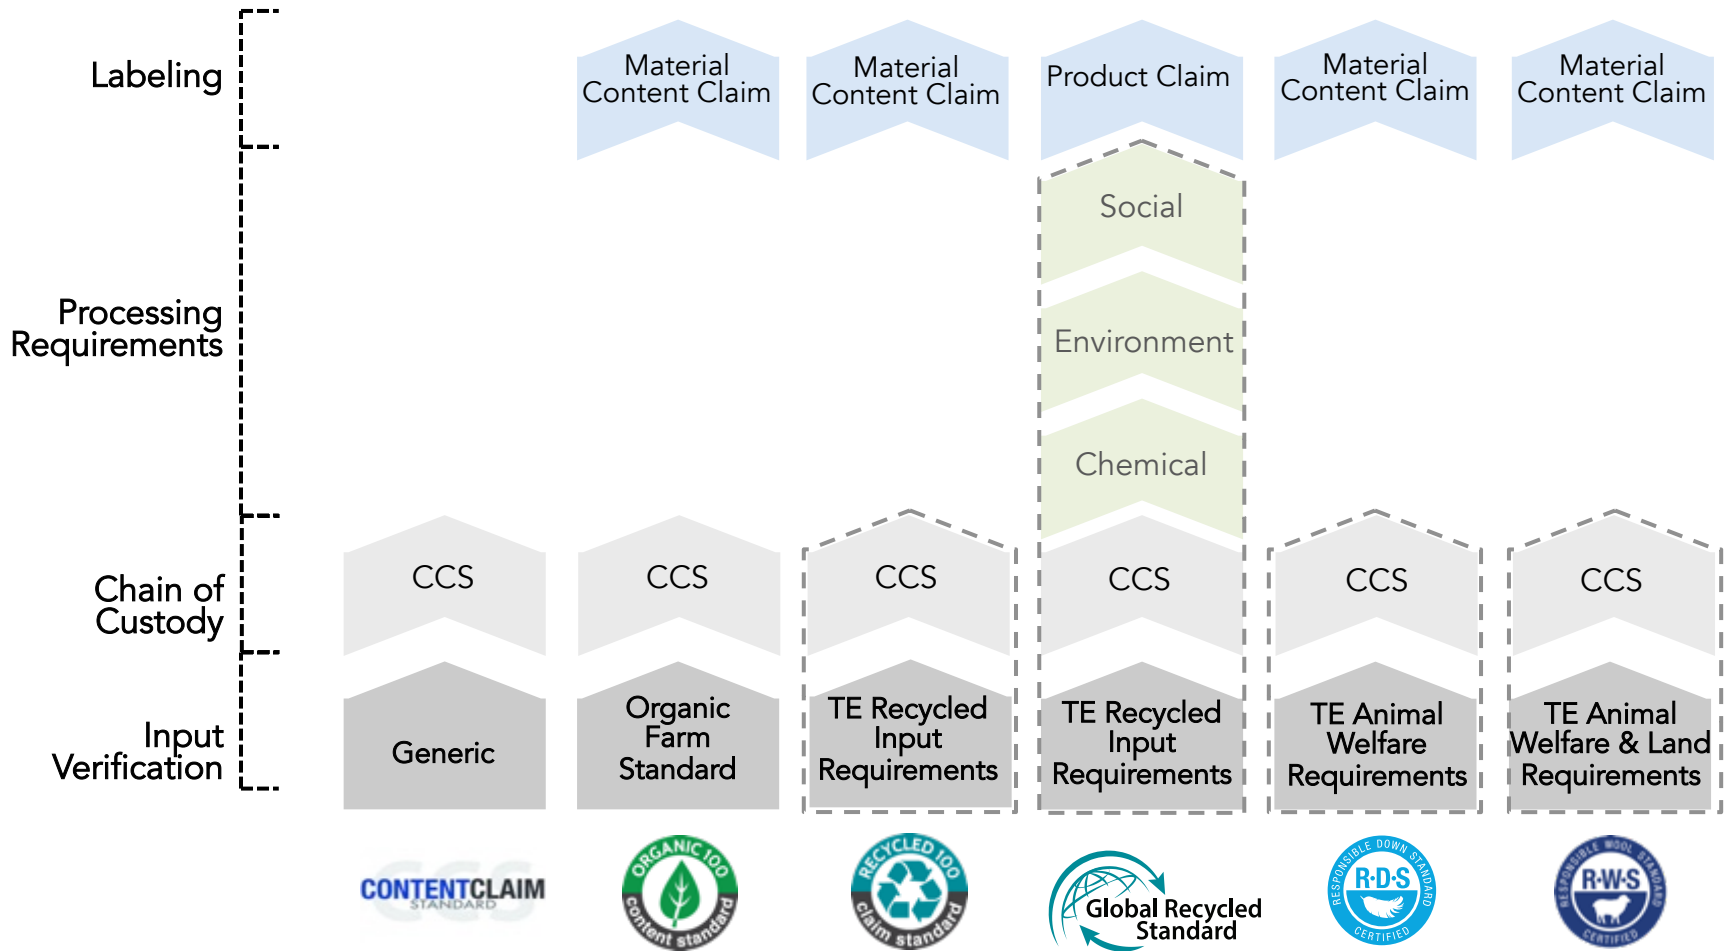 Labeling
Material
Content Claim
Material
Content Claim
Product Claim
Material
Content Claim
Material
Content Claim
Processing
Requirements
Social
Environment
Chemical
Chain of
Custody
CCS
CCS
CCS
CCS
CCS
CCS
Input
Verification
Generic
Organic
Farm
Standard
TE Recycled
Input
Requirements
TE Recycled
Input
Requirements
TE Animal
Welfare
Requirements
TE Animal
Welfare & Land
Requirements
CCS
CONTENTCLAIM
STANDARD
ORGANIC 100
content standard
RECYCLED 100
claim standard
Global Recycled
Standard
RESPONSIBLE DOWN STANDARD
R·D·S
CERTIFIED
RESPONSIBLE WOOL STANDARD
R·W·S
CERTIFIED